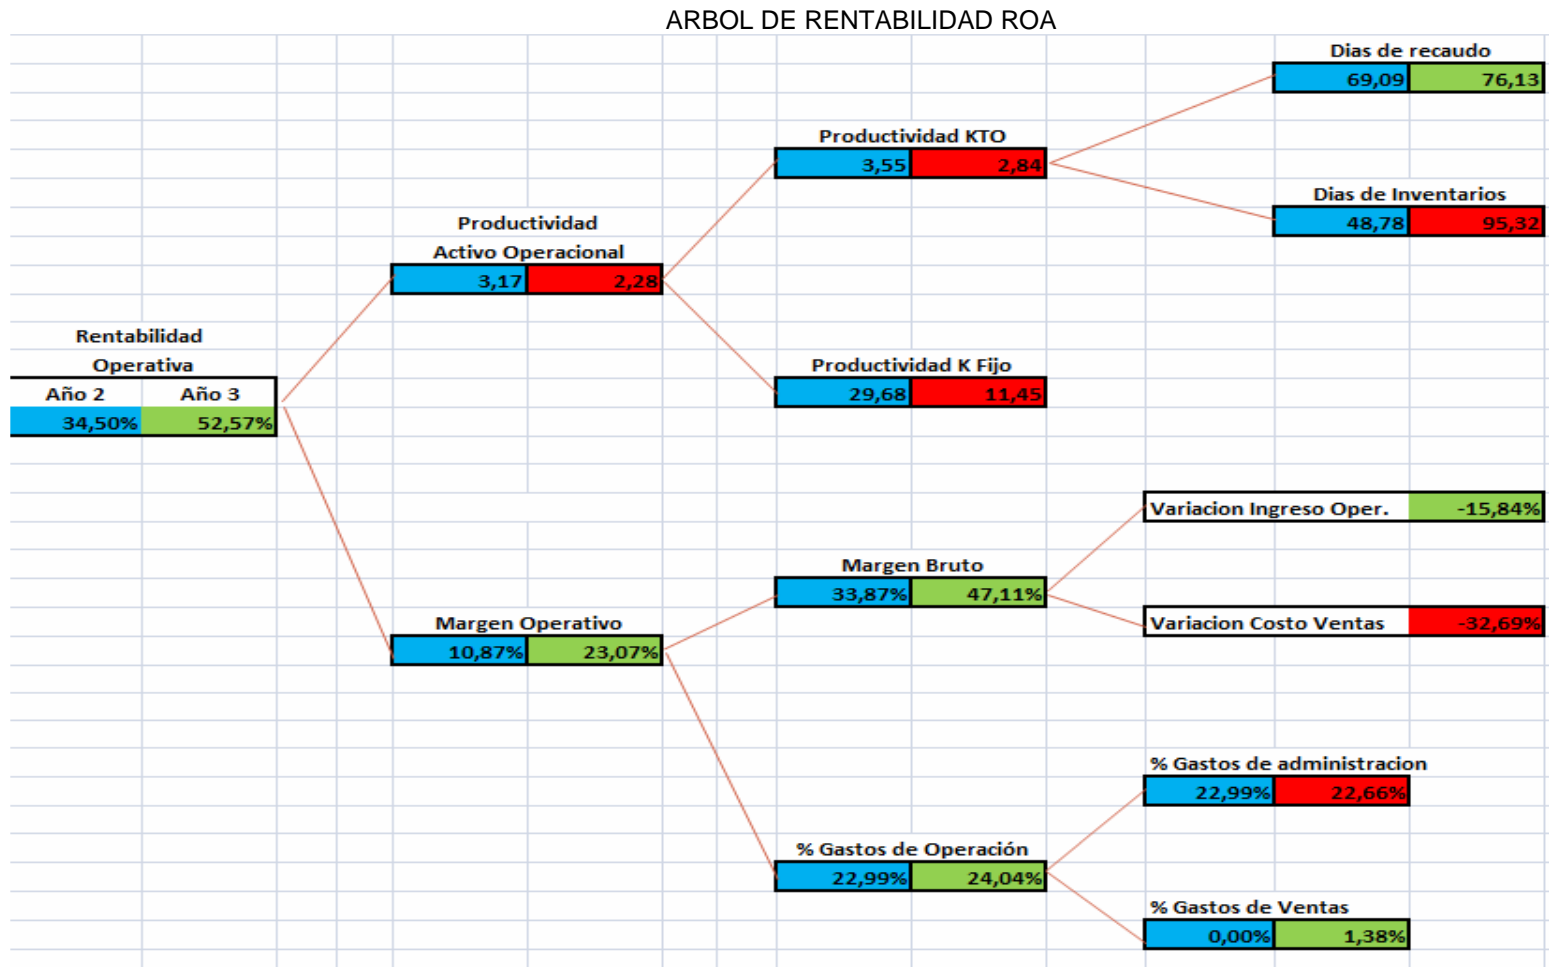 ARBOL DE RENTABILIDAD ROA
Dias de recaudo
69,09 76,13
Productividad KTO
3,55 2,84
Dias de Inventarios
48,78 95,32
Productividad
Activo Operacional
3,17 2,28
Rentabilidad
Operativa
Año 2 Año 3
34,50% 52,57%
Productividad K Fijo
29,68 11,45
Variacion Ingreso Oper. -15,84%
Margen Bruto
33,87% 47,11%
Variacion Costo Ventas -32,69%
Margen Operativo
10,87% 23,07%
% Gastos de administracion
22,99% 22,66%
% Gastos de Operación
22,99% 24,04%
% Gastos de Ventas
0,00% 1,38%